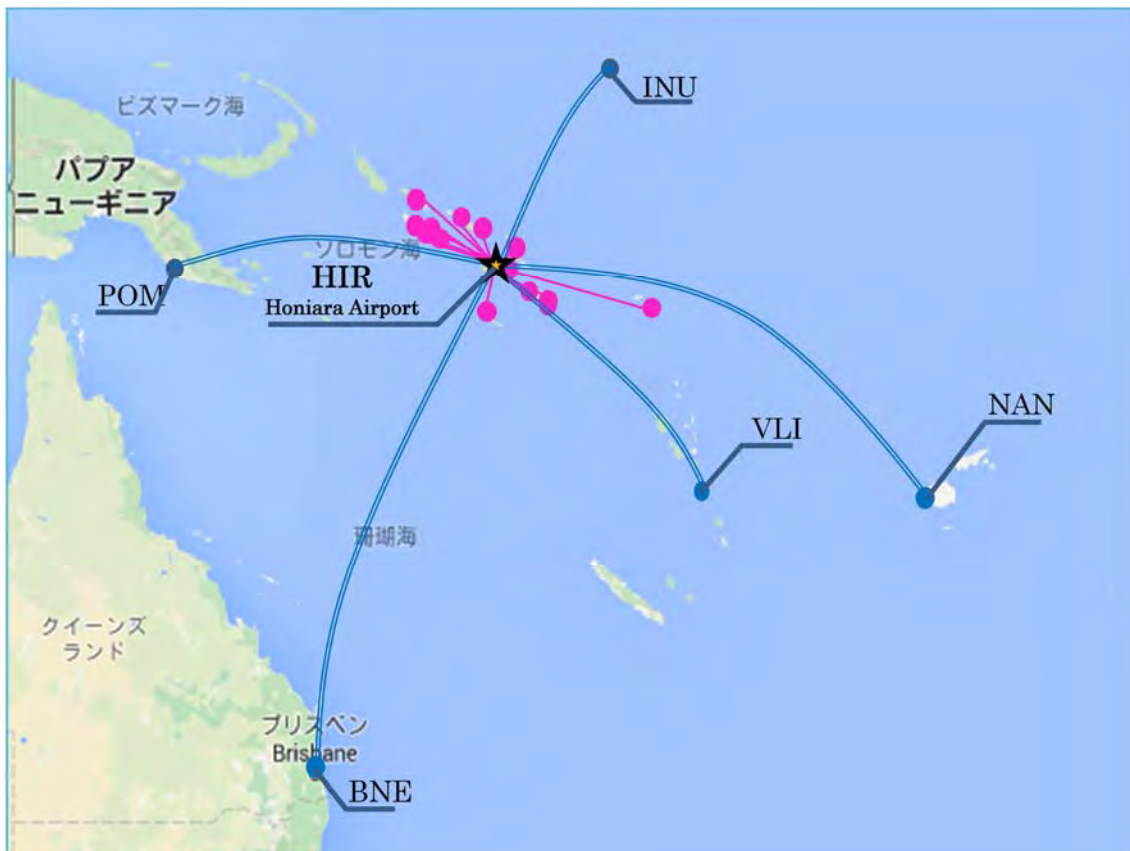 INU
ビズマーク海
パプア
ニューギニア
ソロモン海
HIR
POM
Honiara Airport
NAN
VLI
珊瑚海
クイーンズ
ランド
ブリスベン
Brisbane
BNE